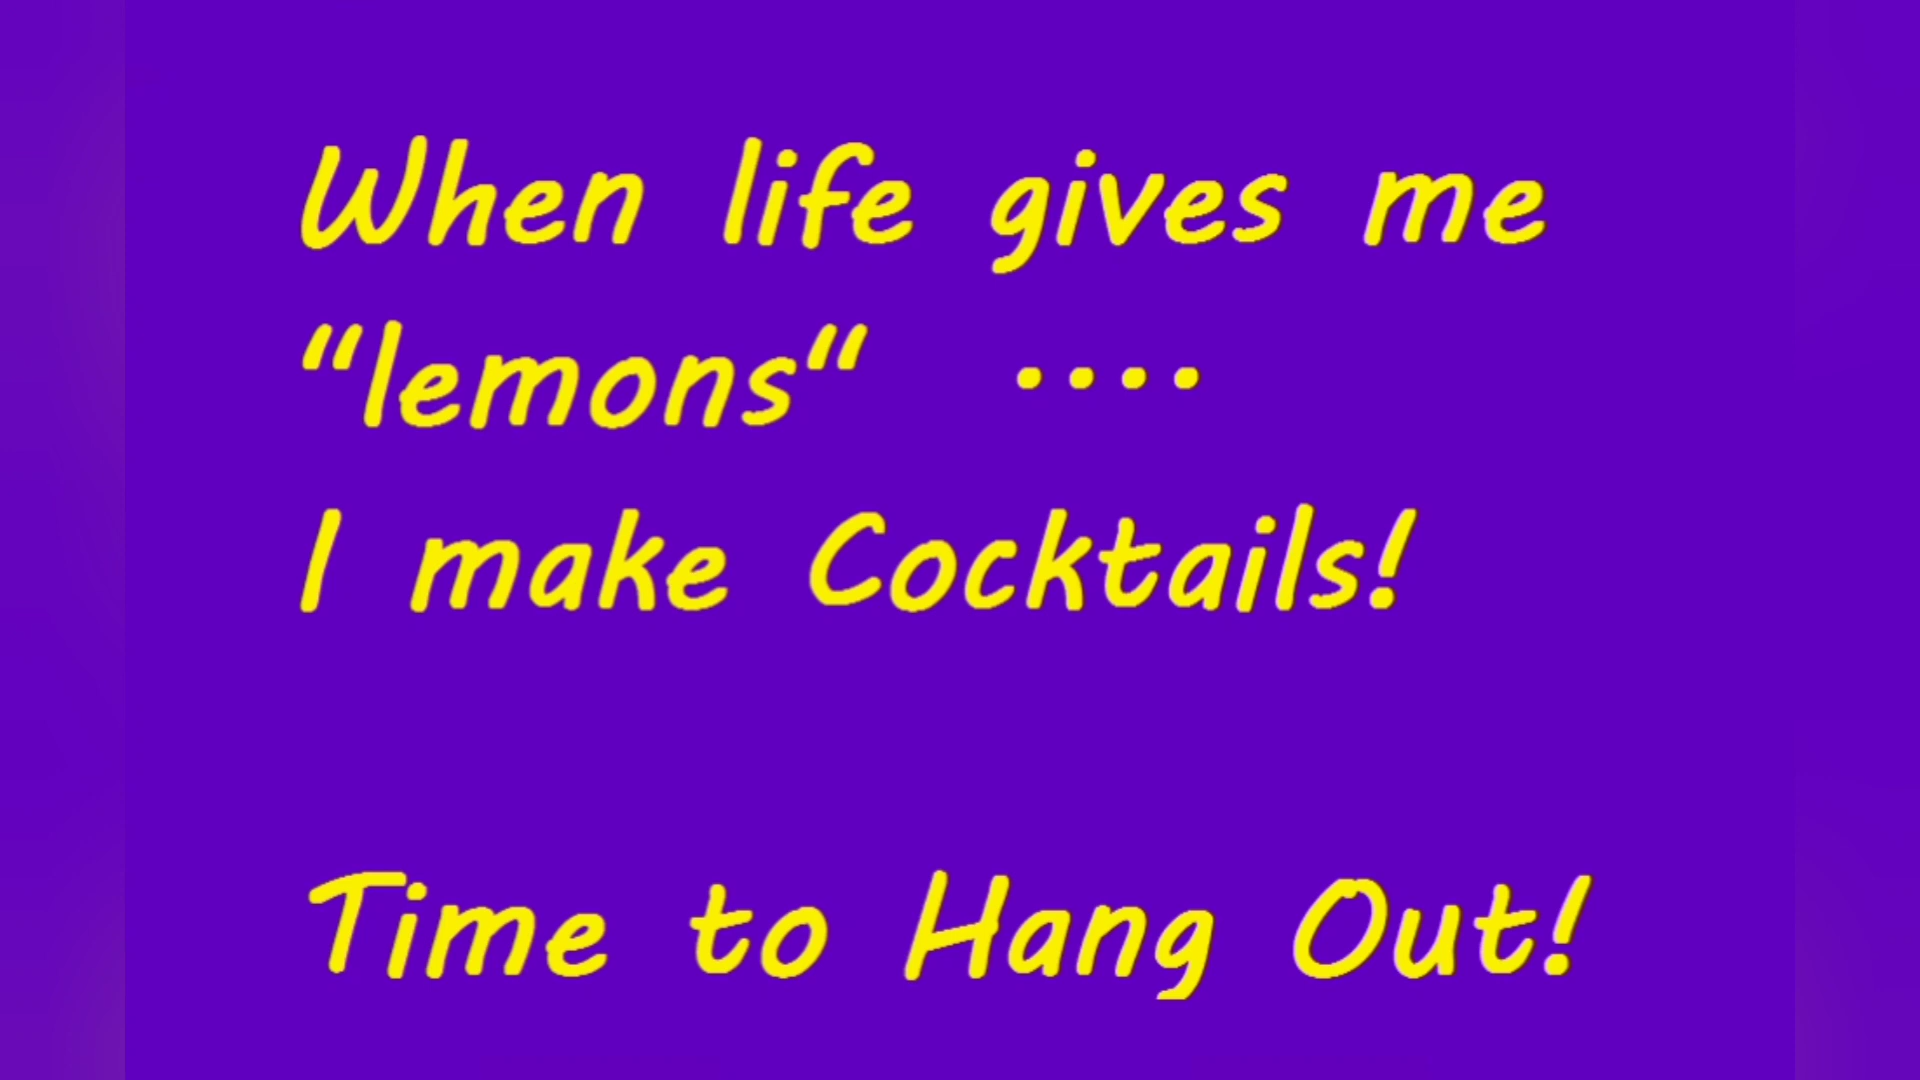 When life gives me
“lemons“ ....
I make Cocktails!
Time to Hang Out!